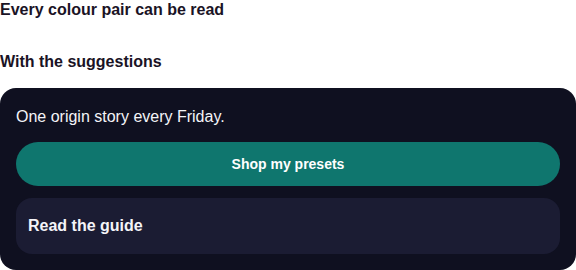 Every colour pair can be read
With the suggestions
One origin story every Friday.
Shop my presets
Read the guide